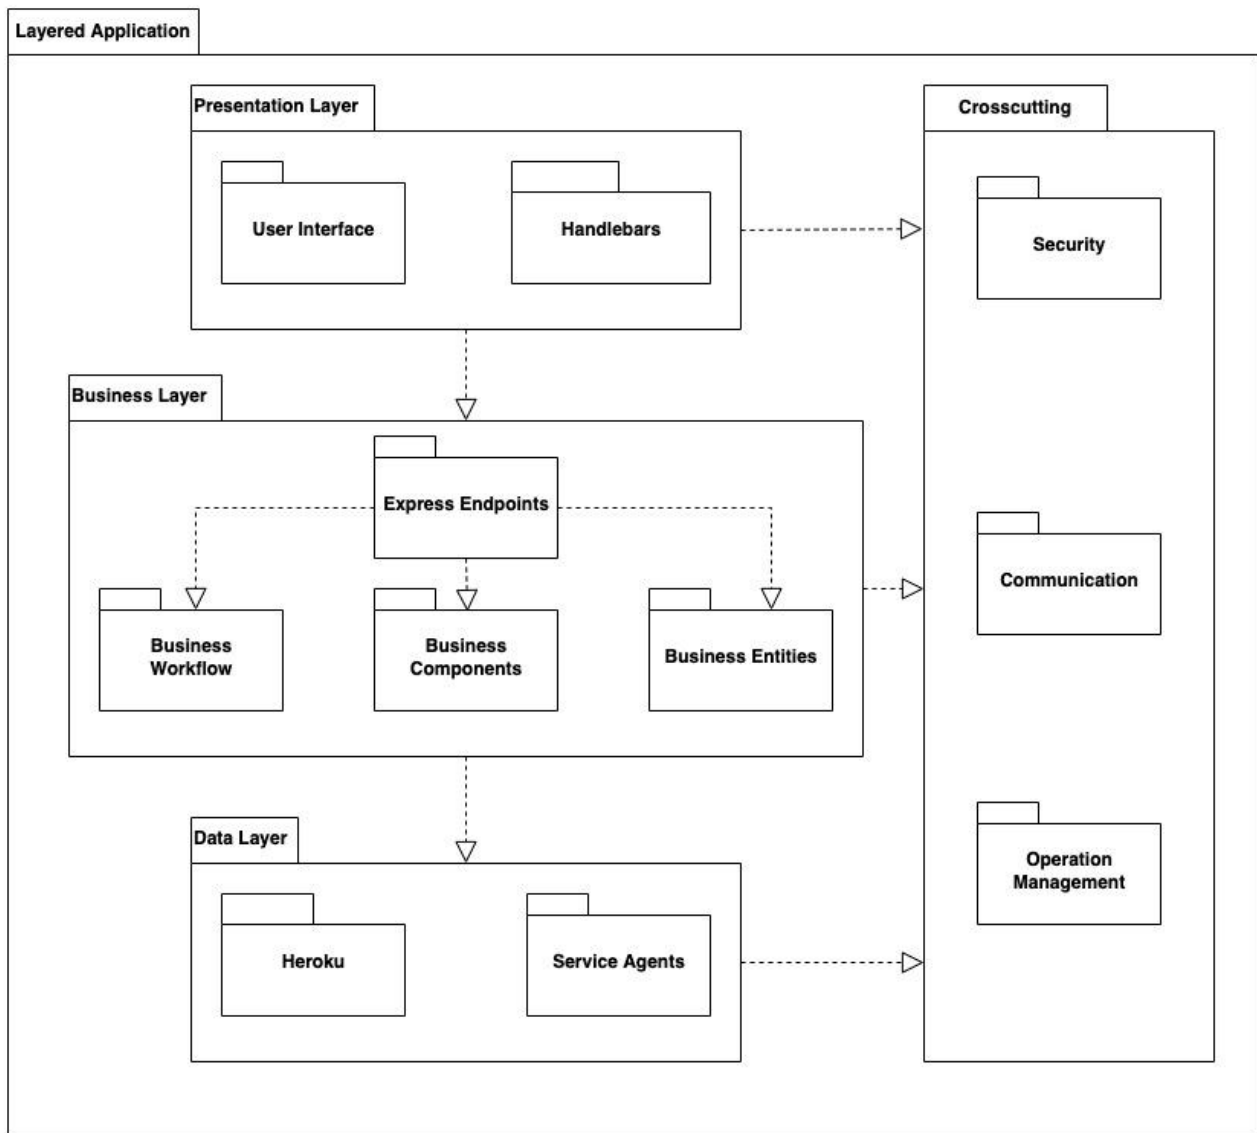 Layered Application
Presentation Layer
Crosscutting
User Interface
Handlebars
Security
Business Layer
Express Endpoints
Communication
Business
Workflow
Business
Components
Business Entities
Data Layer
Operation
Management
Heroku
Service Agents